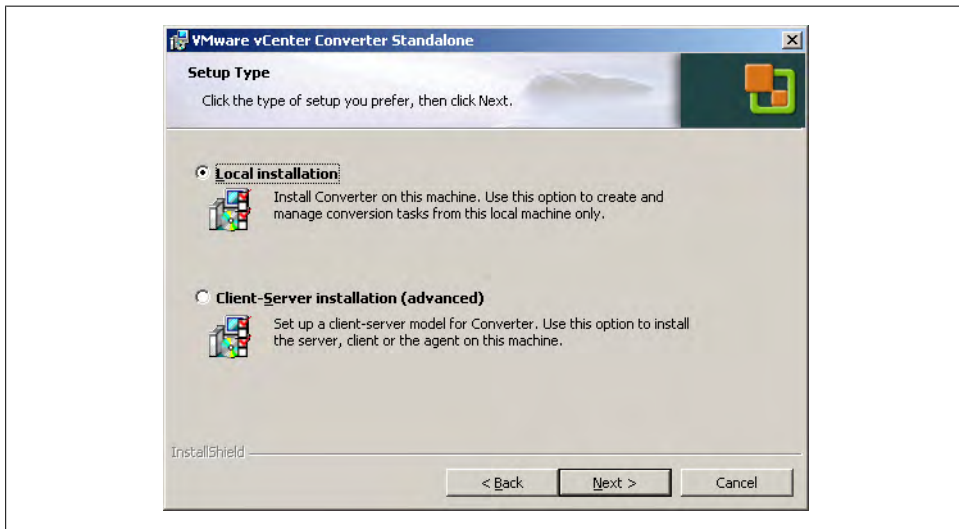 VMware vCenter Converter Standalone
Setup Type
Click the type of setup you prefer, then click Next.
Local installation
Install Converter on this machine. Use this option to create and
manage conversion tasks from this local machine only.
Client-Server installation (advanced)
Set up a client-server model for Converter. Use this option to install
the server, client or the agent on this machine.
InstallShield
< Back
Next >
Cancel